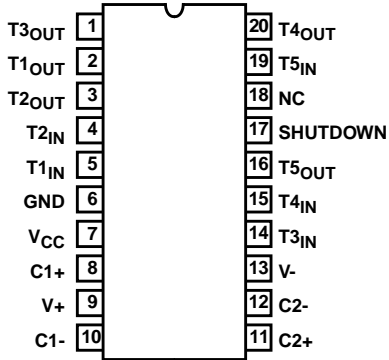 T3OUT 1 20 T4OUT
T1OUT 2 19 T5IN
T2OUT 3 18 NC
T2IN 4 17 SHUTDOWN
T1IN 5 16 T5OUT
GND 6 15 T4IN
VCC 7 14 T3IN
C1+ 8 13 V-
V+ 9 12 C2-
C1- 10 11 C2+